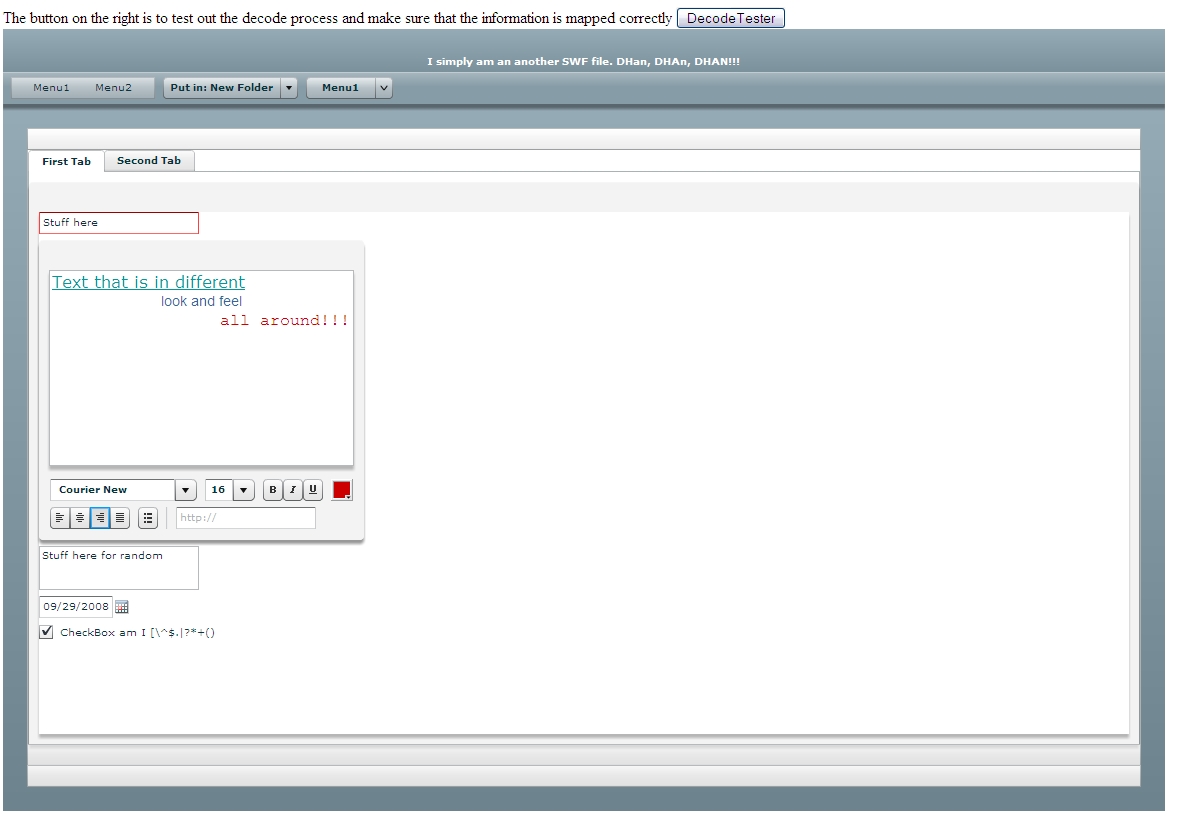 The button on the right is to test out the decode process and make sure that the information is mapped correctly DecodeTester
I simply am an another SWF file. DHan, DHAn, DHAN!!!
Menu1 Menu2 Put in: New Folder Menu1
First Tab Second Tab
Stuff here
Text that is in different
look and feel
all around!!!
Courier New 16 B I U
http://
Stuff here for random
09/29/2008
CheckBox am I [\^$.|?*+()